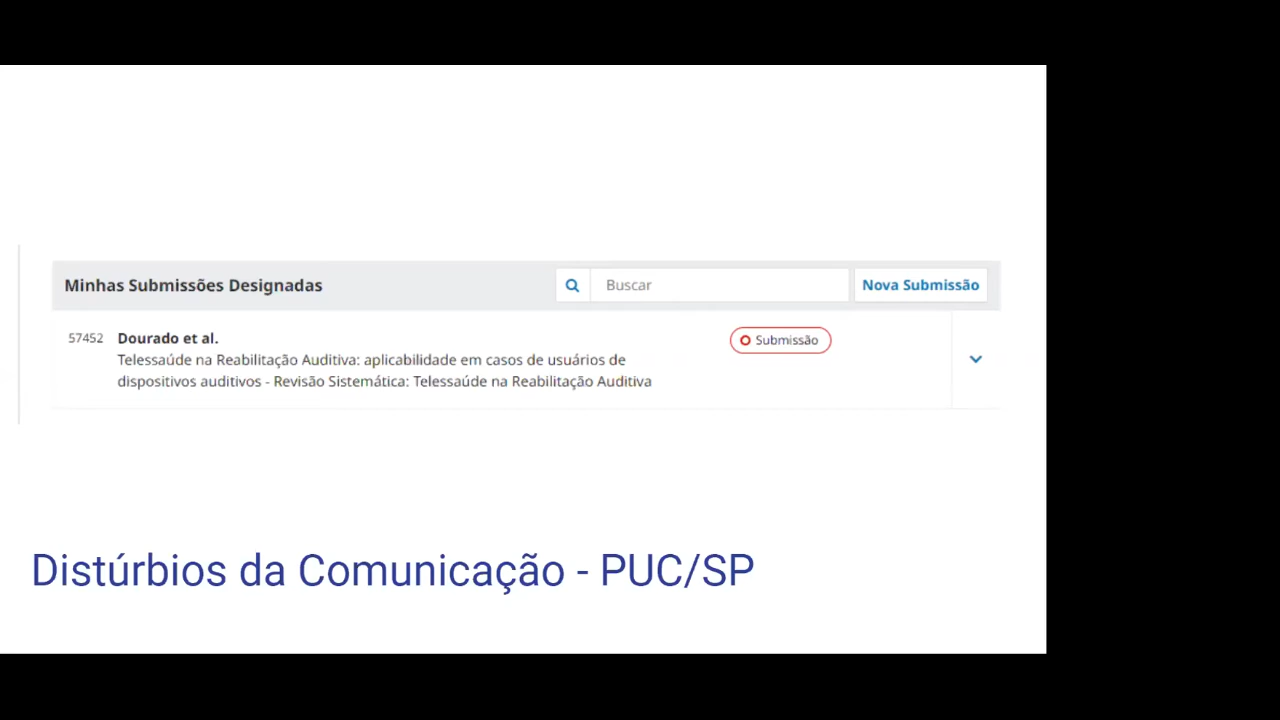 Minhas Submissões Designadas
Buscar
Nova Submissão
57452
Dourado et al.
Submissão
Telessaúde na Reabilitação Auditiva: aplicabilidade em casos de usuários de
dispositivos auditivos - Revisão Sistemática: Telessaúde na Reabilitação Auditiva
Distúrbios da Comunicação - PUC/SP